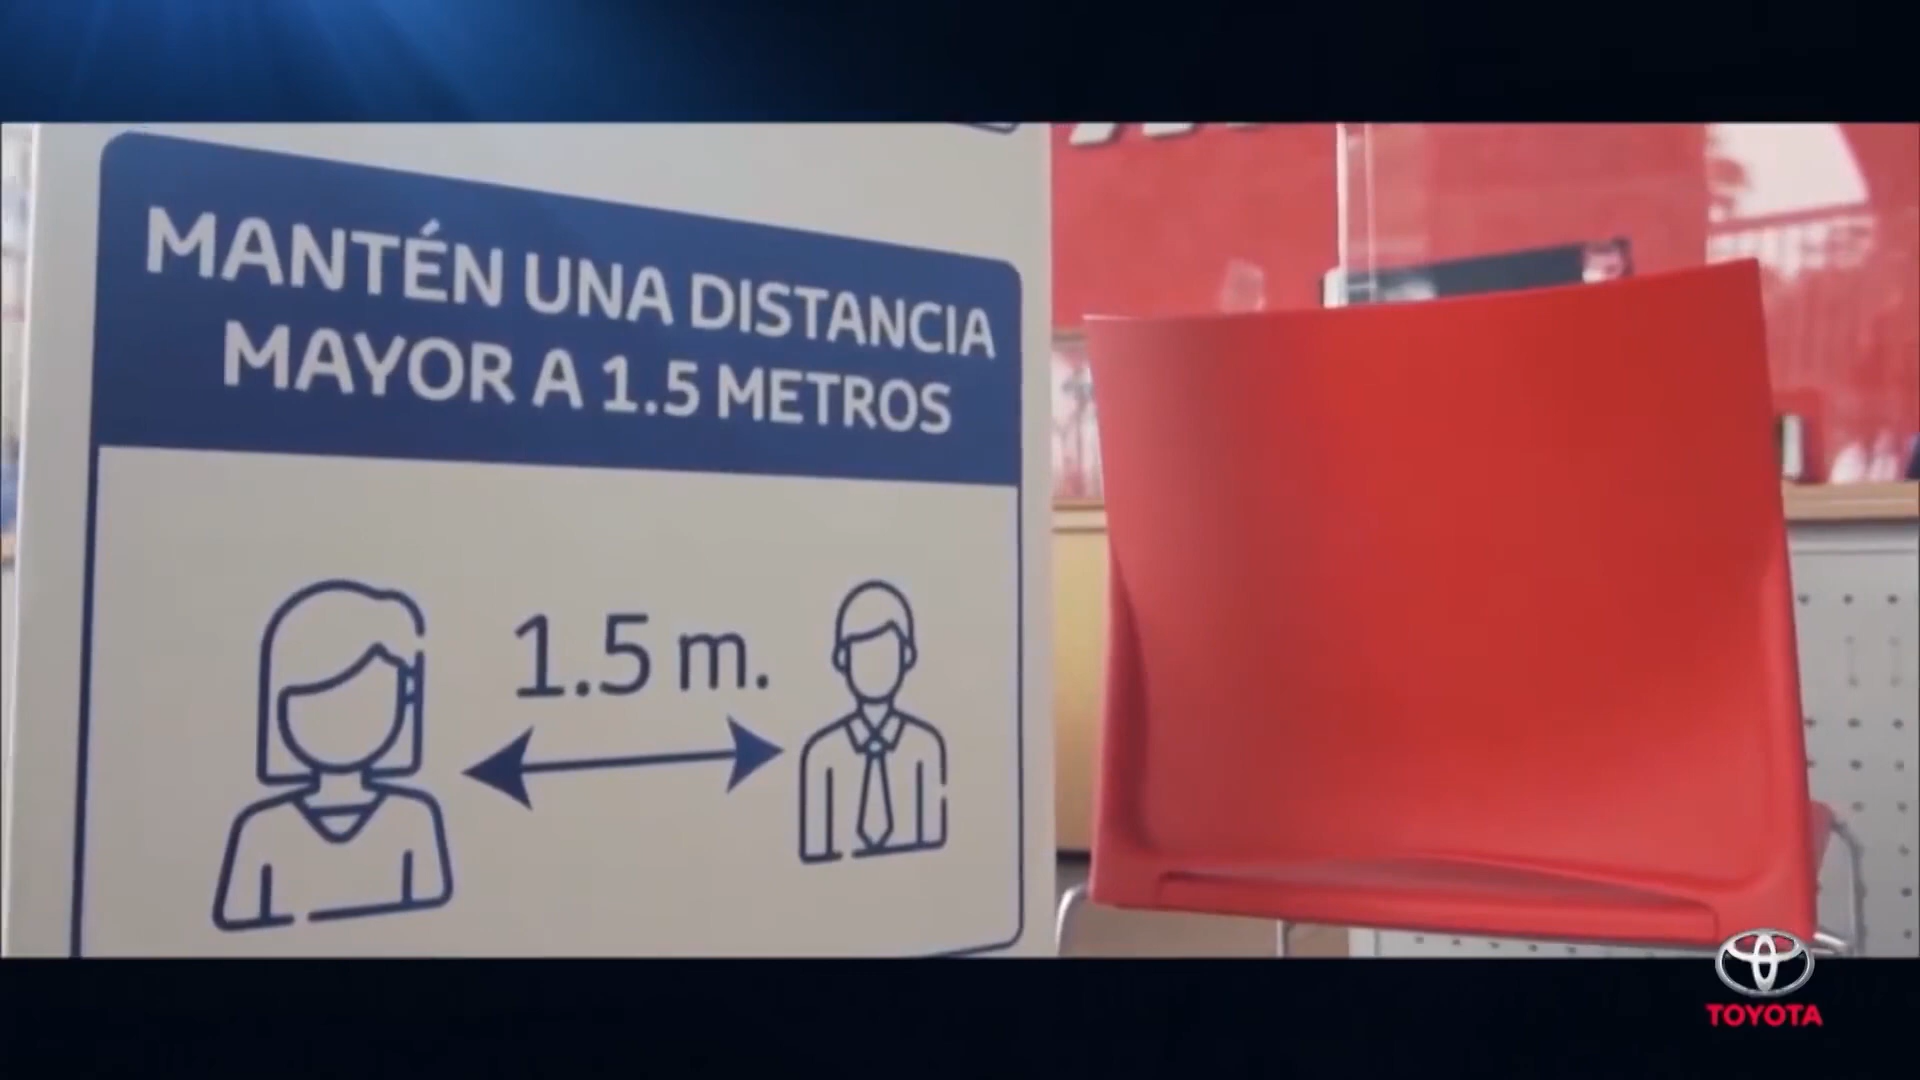 MANTÉN UNA DISTANCIA
MAYOR A 1.5 METROS
1.5 m.
TOYOTA